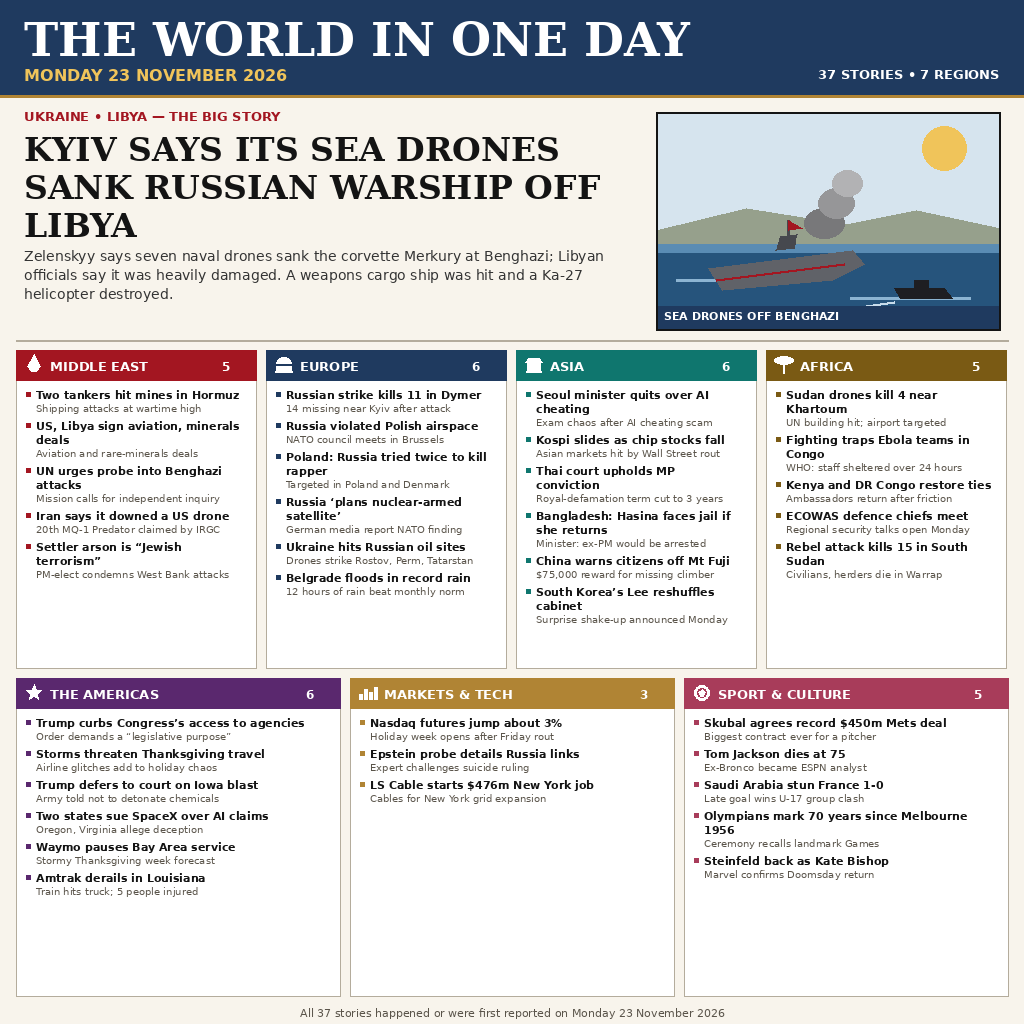 THE WORLD IN ONE DAY
MONDAY 23 NOVEMBER 2026
37 STORIES • 7 REGIONS
UKRAINE • LIBYA — THE BIG STORY
KYIV SAYS ITS SEA DRONES
SANK RUSSIAN WARSHIP OFF
LIBYA
Zelenskyy says seven naval drones sank the corvette Merkury at Benghazi; Libyan
officials say it was heavily damaged. A weapons cargo ship was hit and a Ka-27
helicopter destroyed.
SEA DRONES OFF BENGHAZI
MIDDLE EAST 5
Two tankers hit mines in Hormuz
Shipping attacks at wartime high
US, Libya sign aviation, minerals
deals
Aviation and rare-minerals deals
UN urges probe into Benghazi
attacks
Mission calls for independent inquiry
Iran says it downed a US drone
20th MQ-1 Predator claimed by IRGC
Settler arson is “Jewish
terrorism”
PM-elect condemns West Bank attacks
EUROPE 6
Russian strike kills 11 in Dymer
14 missing near Kyiv after attack
Russia violated Polish airspace
NATO council meets in Brussels
Poland: Russia tried twice to kill
rapper
Targeted in Poland and Denmark
Russia ‘plans nuclear-armed
satellite’
German media report NATO finding
Ukraine hits Russian oil sites
Drones strike Rostov, Perm, Tatarstan
Belgrade floods in record rain
12 hours of rain beat monthly norm
ASIA 6
Seoul minister quits over AI
cheating
Exam chaos after AI cheating scam
Kospi slides as chip stocks fall
Asian markets hit by Wall Street rout
Thai court upholds MP
conviction
Royal-defamation term cut to 3 years
Bangladesh: Hasina faces jail if
she returns
Minister: ex-PM would be arrested
China warns citizens off Mt Fuji
$75,000 reward for missing climber
South Korea’s Lee reshuffles
cabinet
Surprise shake-up announced Monday
AFRICA 5
Sudan drones kill 4 near
Khartoum
UN building hit; airport targeted
Fighting traps Ebola teams in
Congo
WHO: staff sheltered over 24 hours
Kenya and DR Congo restore ties
Ambassadors return after friction
ECOWAS defence chiefs meet
Regional security talks open Monday
Rebel attack kills 15 in South
Sudan
Civilians, herders die in Warrap
THE AMERICAS 6
Trump curbs Congress’s access to agencies
Order demands a “legislative purpose”
Storms threaten Thanksgiving travel
Airline glitches add to holiday chaos
Trump defers to court on Iowa blast
Army told not to detonate chemicals
Two states sue SpaceX over AI claims
Oregon, Virginia allege deception
Waymo pauses Bay Area service
Stormy Thanksgiving week forecast
Amtrak derails in Louisiana
Train hits truck; 5 people injured
MARKETS & TECH 3
Nasdaq futures jump about 3%
Holiday week opens after Friday rout
Epstein probe details Russia links
Expert challenges suicide ruling
LS Cable starts $476m New York job
Cables for New York grid expansion
SPORT & CULTURE 5
Skubal agrees record $450m Mets deal
Biggest contract ever for a pitcher
Tom Jackson dies at 75
Ex-Bronco became ESPN analyst
Saudi Arabia stun France 1-0
Late goal wins U-17 group clash
Olympians mark 70 years since Melbourne
1956
Ceremony recalls landmark Games
Steinfeld back as Kate Bishop
Marvel confirms Doomsday return
All 37 stories happened or were first reported on Monday 23 November 2026